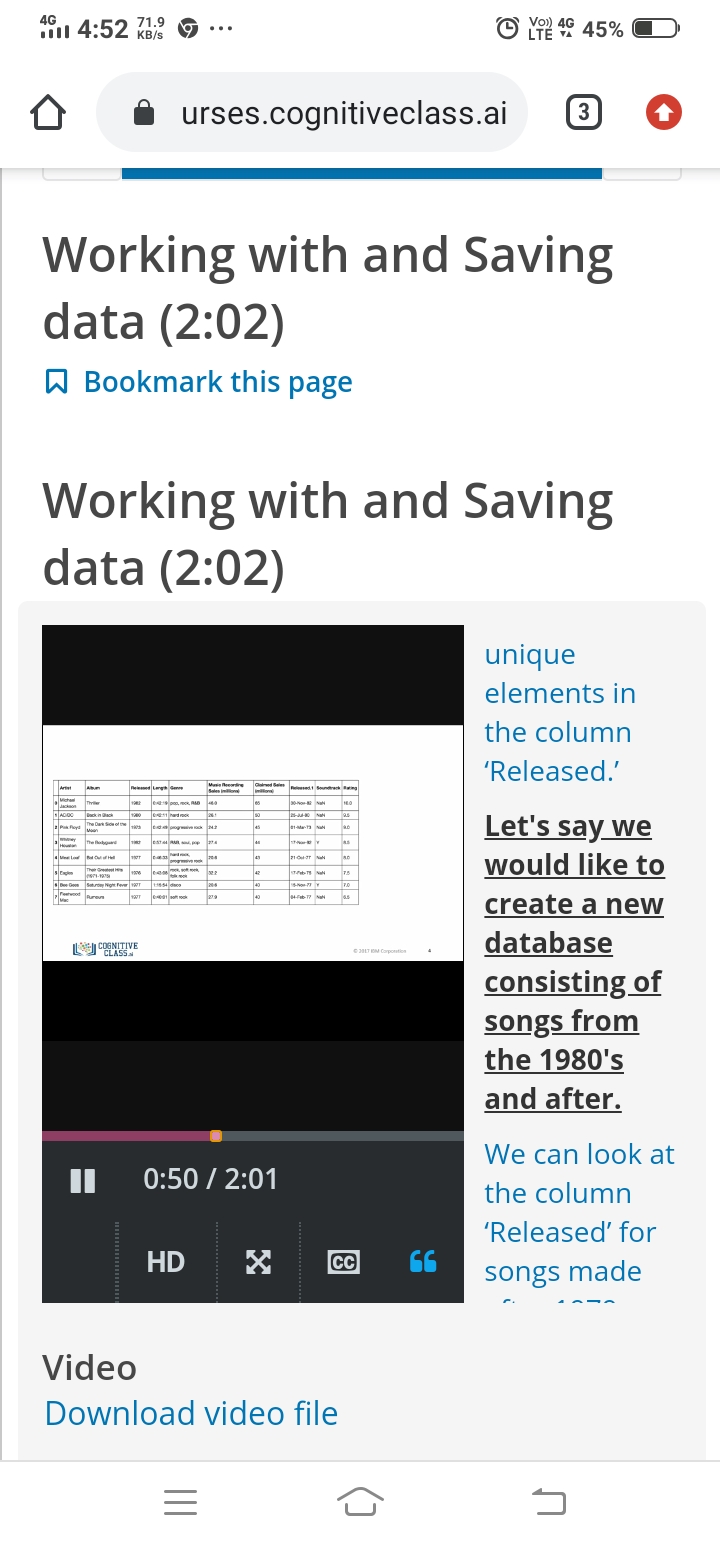 4G 4:52 71.9 KB/s ... Vo)) LTE 4G 45%
urses.cognitiveclass.ai 3
Working with and Saving
data (2:02)
Bookmark this page
Working with and Saving
data (2:02)
Artist Album Released Length Genre Music Recording Sales (millions) Claimed Sales (millions) Released.1 Soundtrack Rating
0 Michael Jackson Thriller 1982 0:42:19 pop, rock, R&B 46.0 65 30-Nov-82 NaN 10.0
1 AC/DC Back in Black 1980 0:42:11 hard rock 26.1 50 25-Jul-80 NaN 9.5
2 Pink Floyd The Dark Side of the Moon 1973 0:42:49 progressive rock 24.2 45 01-Mar-73 NaN 9.0
3 Whitney Houston The Bodyguard 1992 0:57:44 R&B, soul, pop 27.4 44 17-Nov-92 Y 8.5
4 Meat Loaf Bat Out of Hell 1977 0:46:33 hard rock, progressive rock 20.6 43 21-Oct-77 NaN 8.0
5 Eagles Their Greatest Hits (1971-1975) 1976 0:43:08 rock, soft rock, folk rock 32.2 42 17-Feb-76 NaN 7.5
6 Bee Gees Saturday Night Fever 1977 1:15:54 disco 20.6 40 15-Nov-77 Y 7.0
7 Fleetwood Mac Rumours 1977 0:40:01 soft rock 27.9 40 04-Feb-77 NaN 6.5
COGNITIVE
CLASS.ai
© 2017 IBM Corporation 4
unique
elements in
the column
‘Released.’
Let's say we
would like to
create a new
database
consisting of
songs from
the 1980's
and after.
We can look at
the column
‘Released’ for
songs made
0:50 / 2:01
HD CC
Video
Download video file